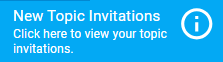 New Topic Invitations
Click here to view your topic
invitations.